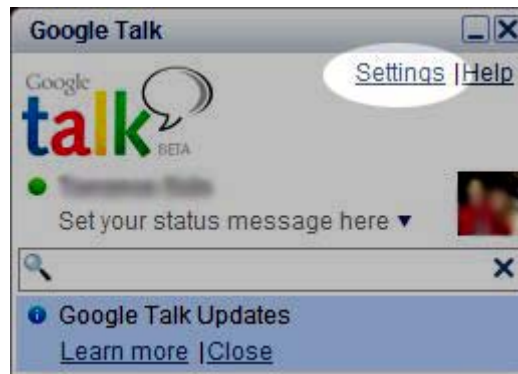 Google Talk
Settings | Help
Google
talk
BETA
Set your status message here
Google Talk Updates
Learn more | Close